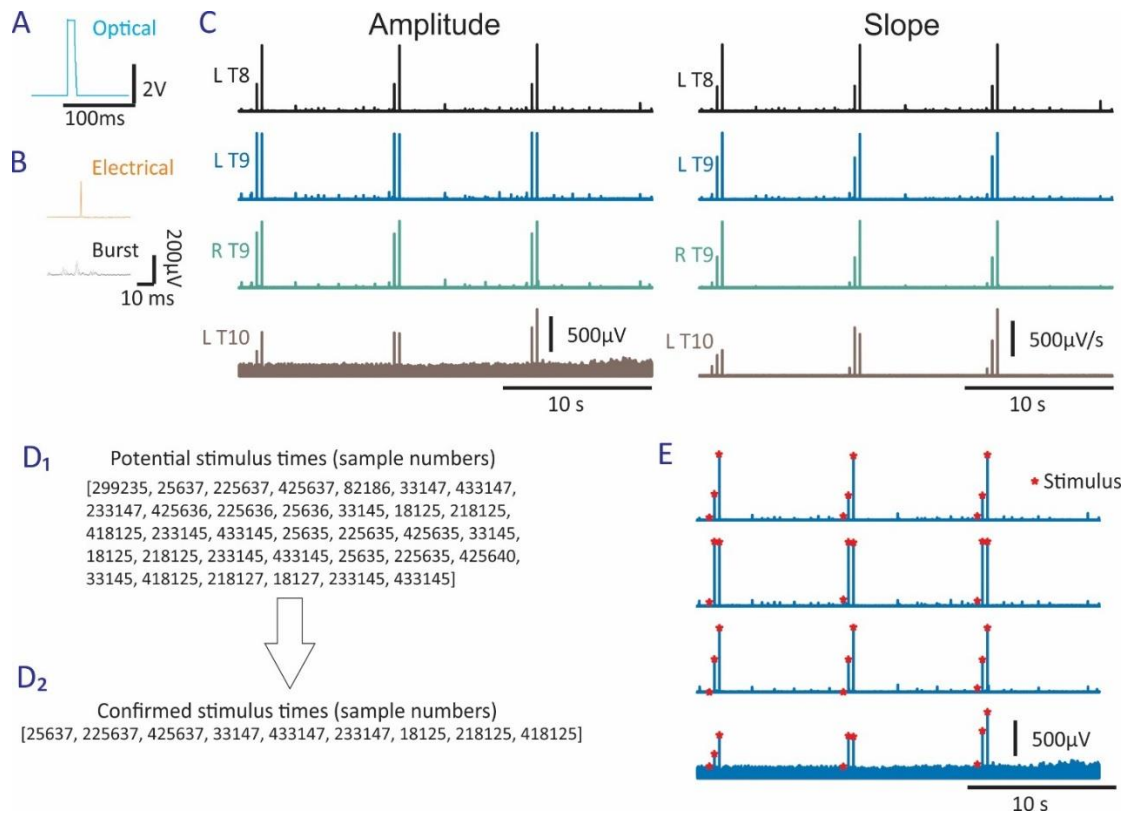 A
Optical
2V
100ms
B
Electrical
Burst
200µV
10 ms
C
Amplitude
Slope
L T8
L T9
R T9
L T10
500µV
10 s
L T8
L T9
R T9
L T10
500µV/s
10 s
D₁
Potential stimulus times (sample numbers)
[299235, 25637, 225637, 425637, 82186, 33147, 433147,
233147, 425636, 225636, 25636, 33145, 18125, 218125,
418125, 233145, 433145, 25635, 225635, 425635, 33145,
18125, 218125, 233145, 433145, 25635, 225635, 425640,
33145, 418125, 218127, 18127, 233145, 433145]
D₂
Confirmed stimulus times (sample numbers)
[25637, 225637, 425637, 33147, 433147, 233147, 18125, 218125, 418125]
E
Stimulus
500µV
10 s